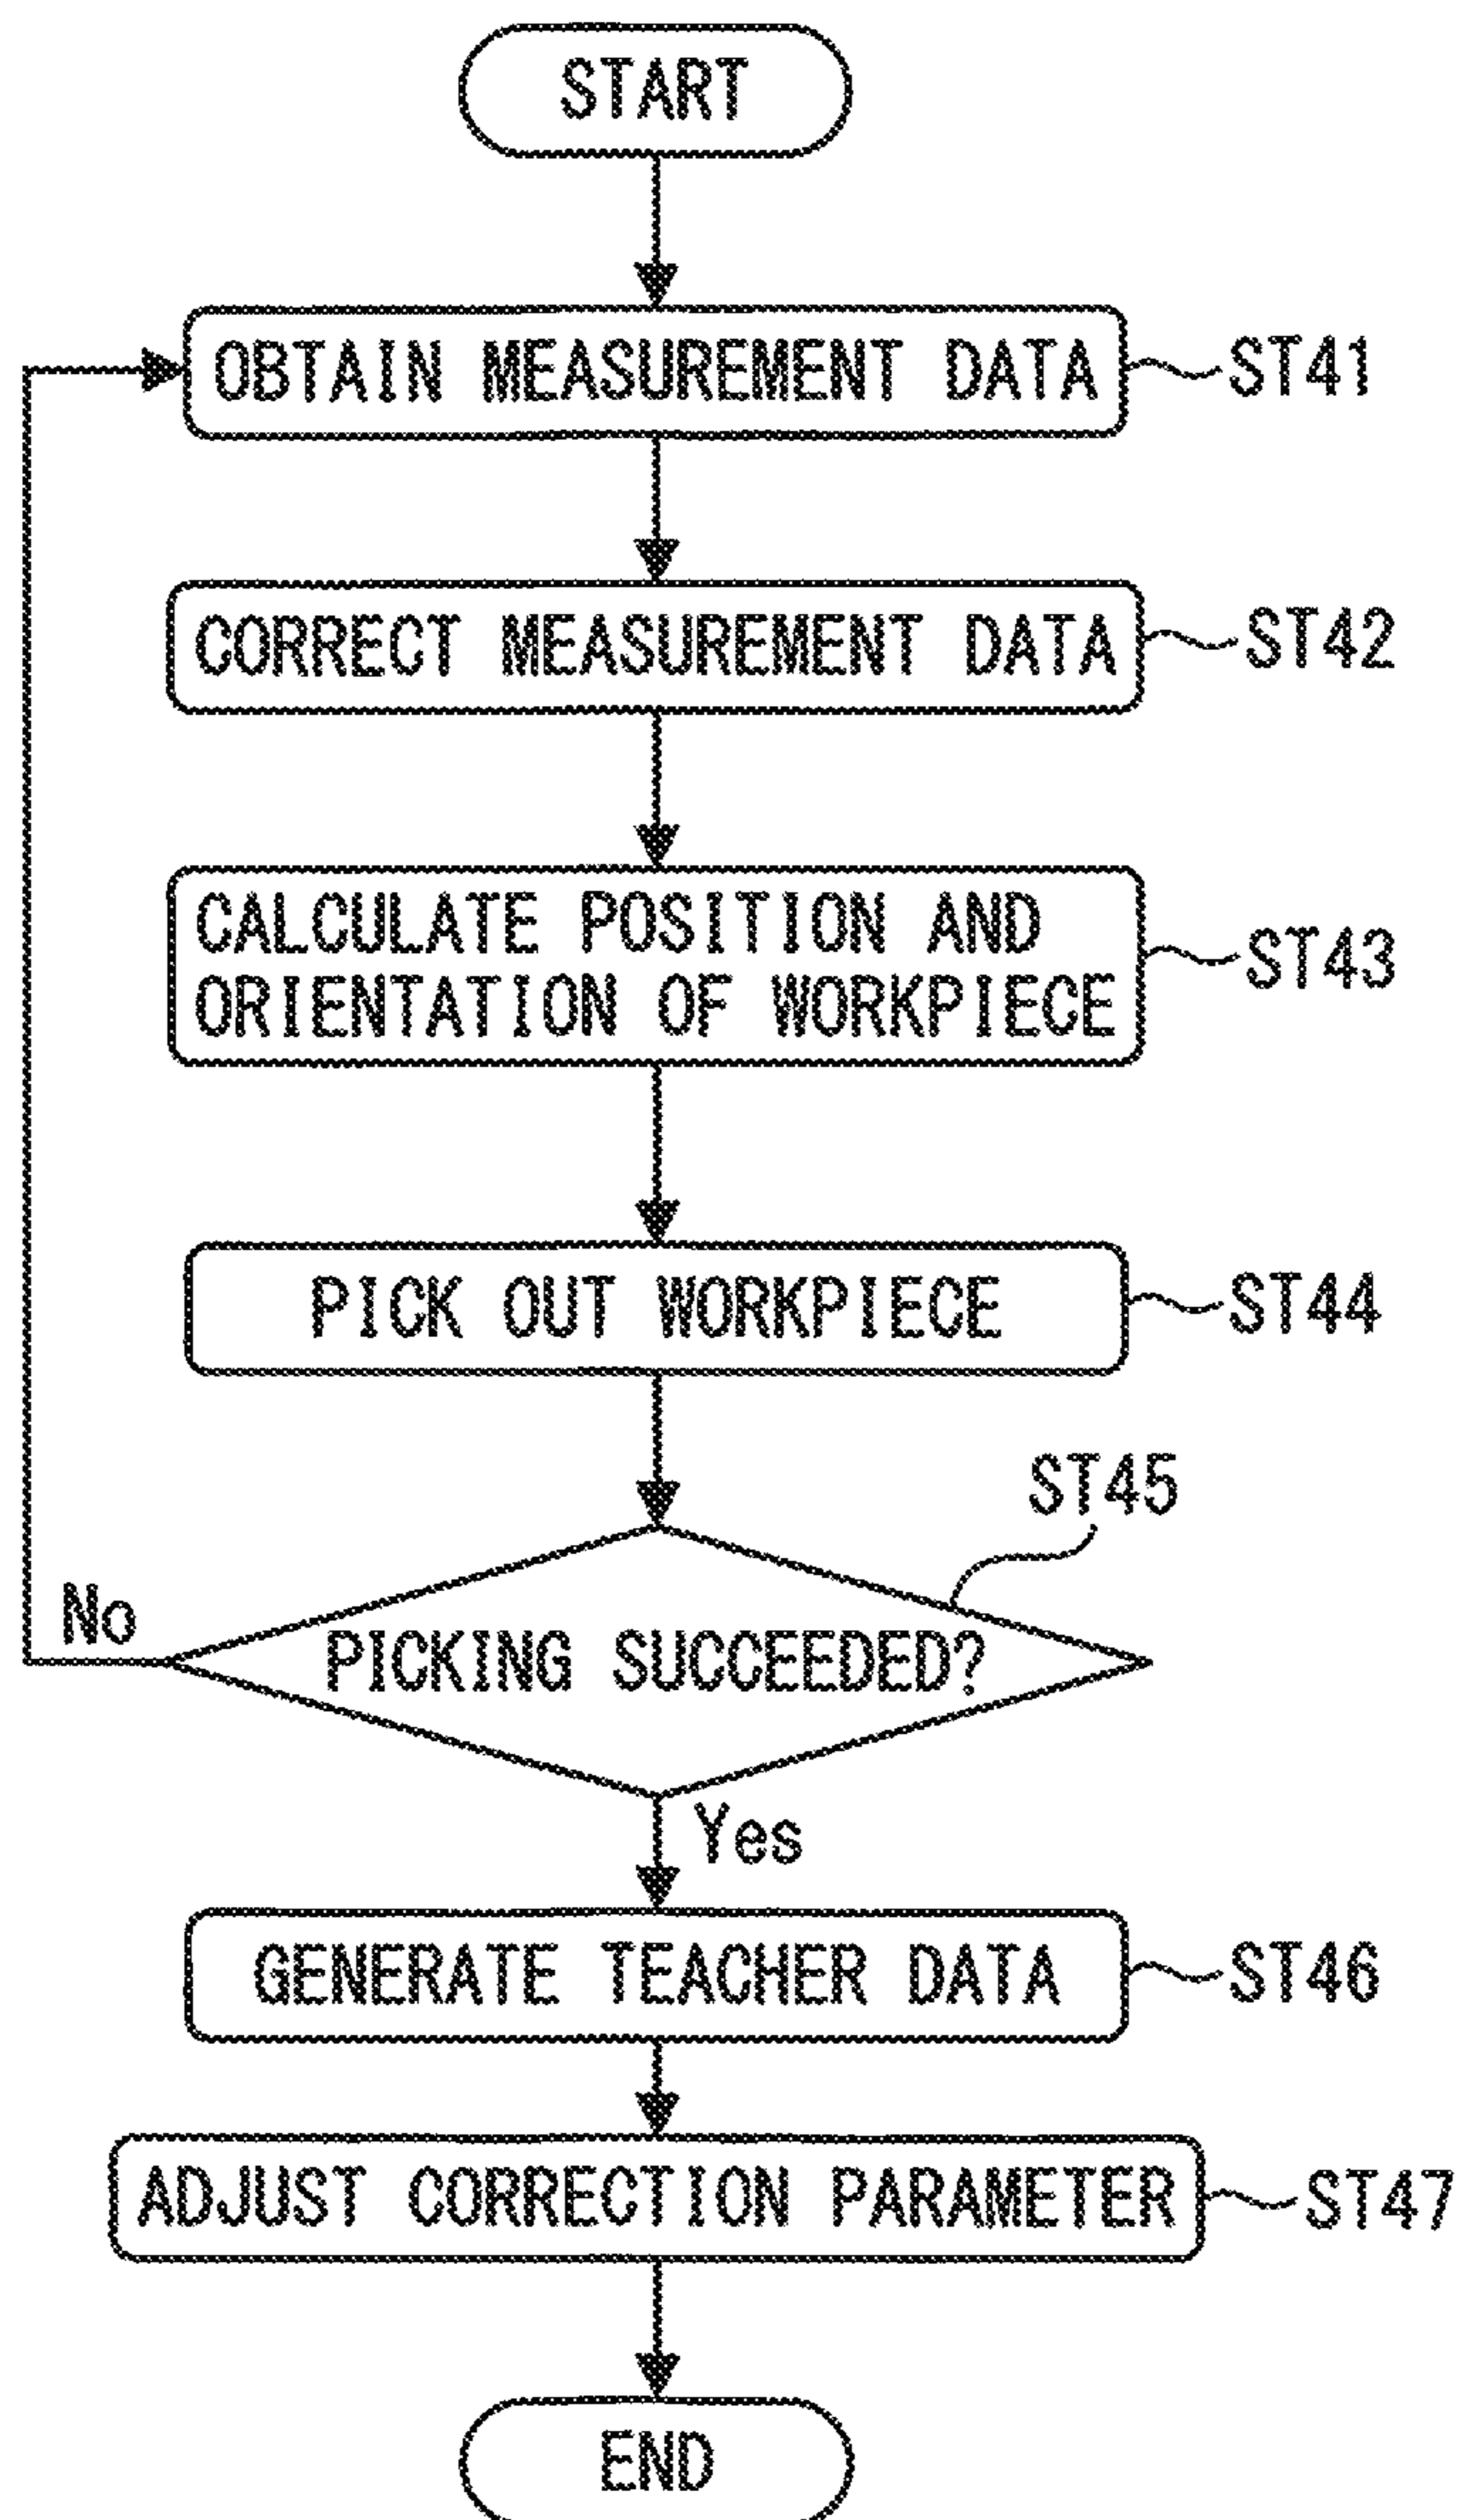 START
OBTAIN MEASUREMENT DATA
ST41
CORRECT MEASUREMENT DATA
ST42
CALCULATE POSITION AND
ORIENTATION OF WORKPIECE
ST43
PICK OUT WORKPIECE
ST44
ST45
No
PICKING SUCCEEDED?
Yes
GENERATE TEACHER DATA
ST46
ADJUST CORRECTION PARAMETER
ST47
END